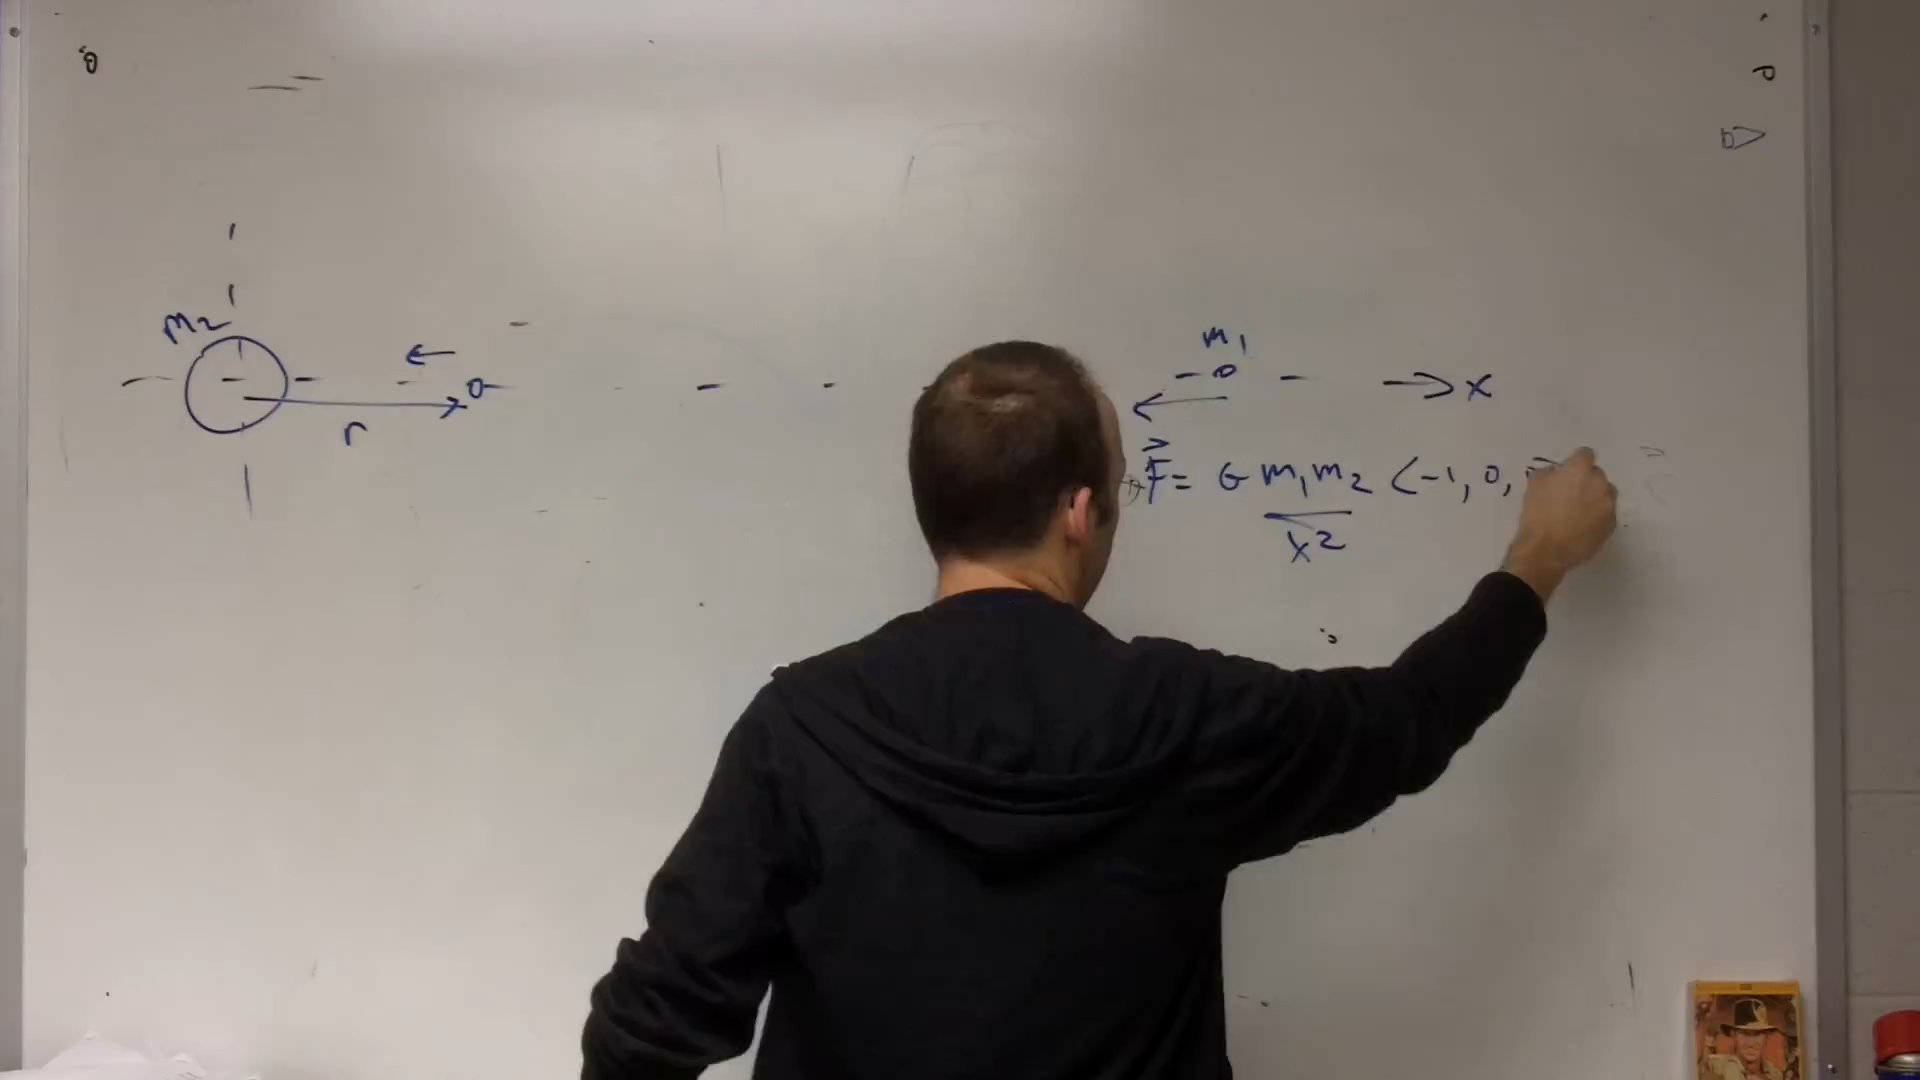 m₂
m₁
r
x
F⃗ = G m₁m₂ <-1, 0,
x²